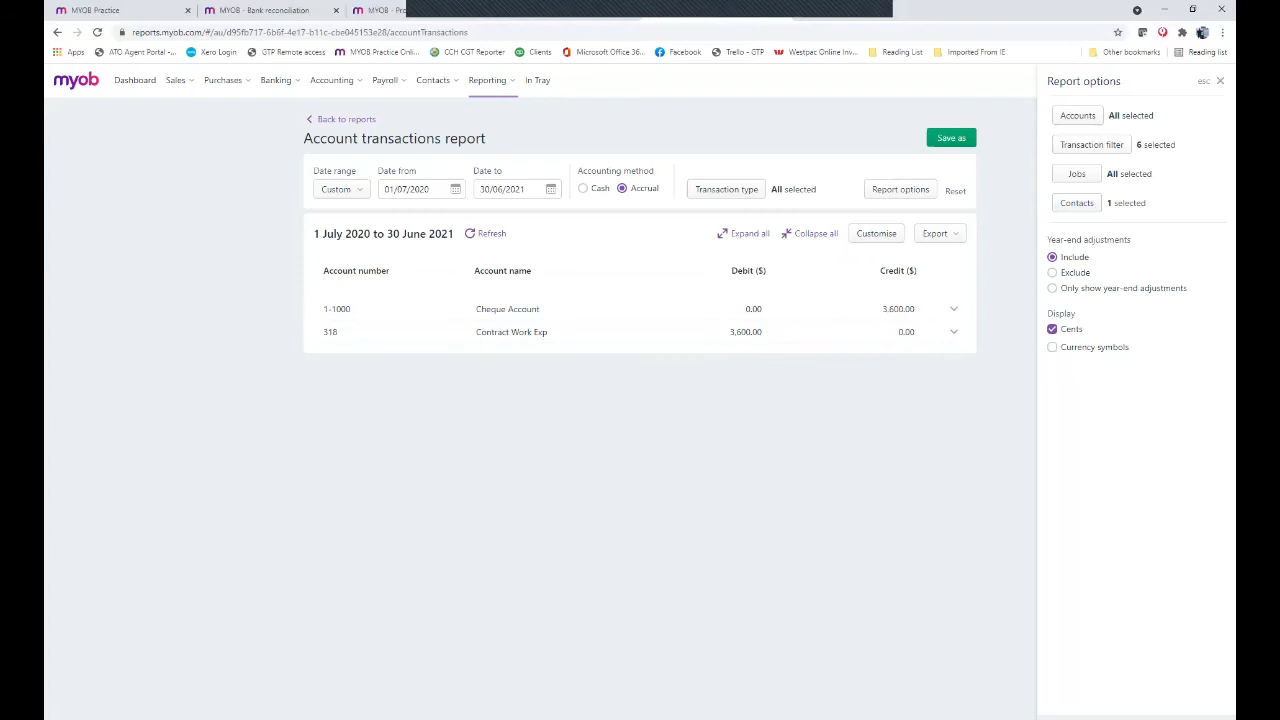 MYOB Practice
MYOB - Bank reconciliation
MYOB - Pro
reports.myob.com/#/au/d95fb717-6b6f-4e17-b11c-cbe045153e28/accountTransactions
Apps
ATO Agent Portal -...
Xero Login
GTP Remote access
MYOB Practice Onli...
CCH CGT Reporter
Clients
Microsoft Office 36...
Facebook
Trello - GTP
Westpac Online Inv...
Reading List
Imported From IE
Other bookmarks
Reading list
myob
Dashboard
Sales
Purchases
Banking
Accounting
Payroll
Contacts
Reporting
In Tray
Back to reports
Account transactions report
Save as
Date range
Date from
Date to
Accounting method
Custom
01/07/2020
30/06/2021
Cash
Accrual
Transaction type
All selected
Report options
Reset
1 July 2020 to 30 June 2021
Refresh
Expand all
Collapse all
Customise
Export
Account number
Account name
Debit ($)
Credit ($)
1-1000
Cheque Account
0.00
3,600.00
318
Contract Work Exp
3,600.00
0.00
Report options
esc
Accounts
All selected
Transaction filter
6 selected
Jobs
All selected
Contacts
1 selected
Year-end adjustments
Include
Exclude
Only show year-end adjustments
Display
Cents
Currency symbols